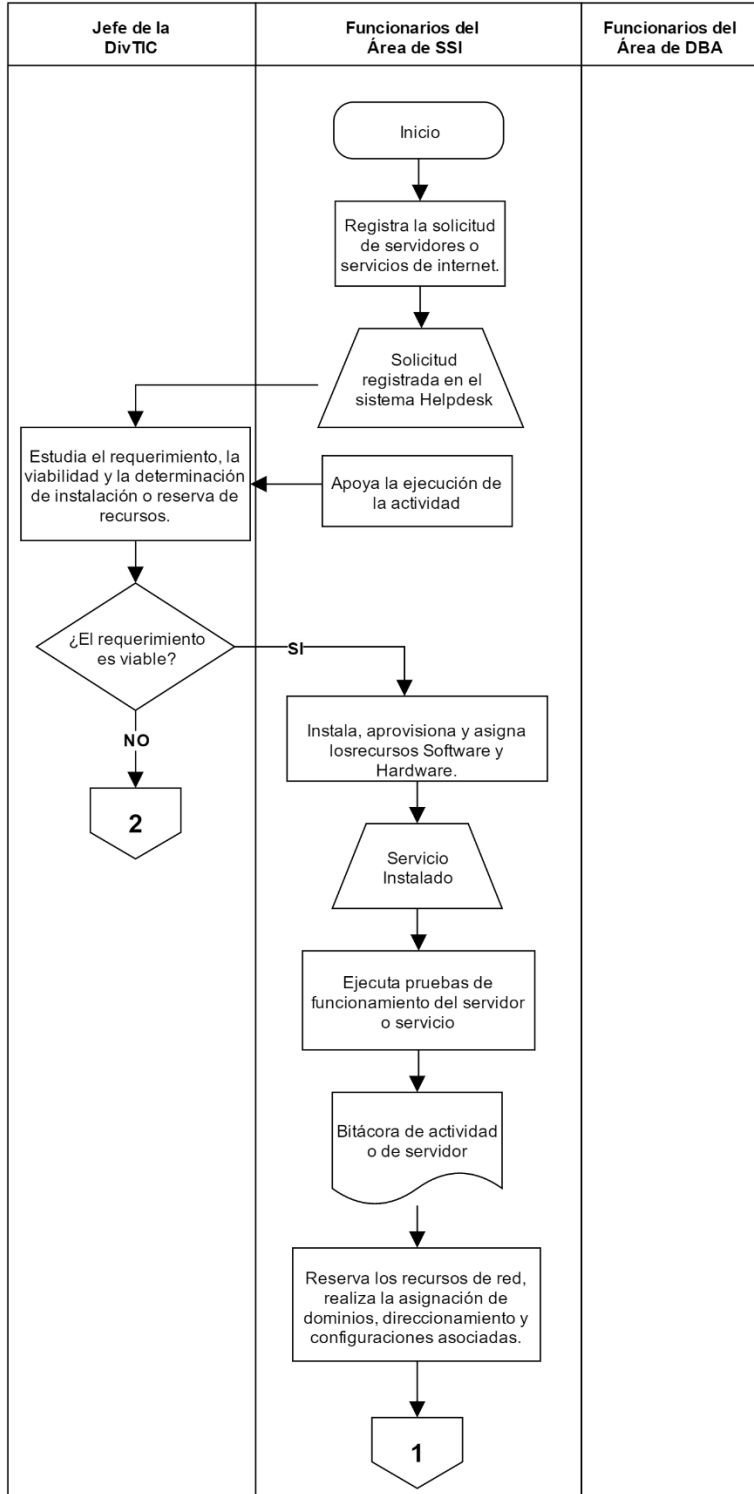 Jefe de la
DivTIC
Funcionarios del
Área de SSI
Funcionarios del
Área de DBA
Inicio
Registra la solicitud
de servidores o
servicios de internet.
Solicitud
registrada en el
sistema Helpdesk
Estudia el requerimiento, la
viabilidad y la determinación
de instalación o reserva de
recursos.
Apoya la ejecución de
la actividad
¿El requerimiento
es viable?
SI
NO
2
Instala, aprovisiona y asigna
losrecursos Software y
Hardware.
Servicio
Instalado
Ejecuta pruebas de
funcionamiento del servidor
o servicio
Bitácora de actividad
o de servidor
Reserva los recursos de red,
realiza la asignación de
dominios, direccionamiento y
configuraciones asociadas.
1